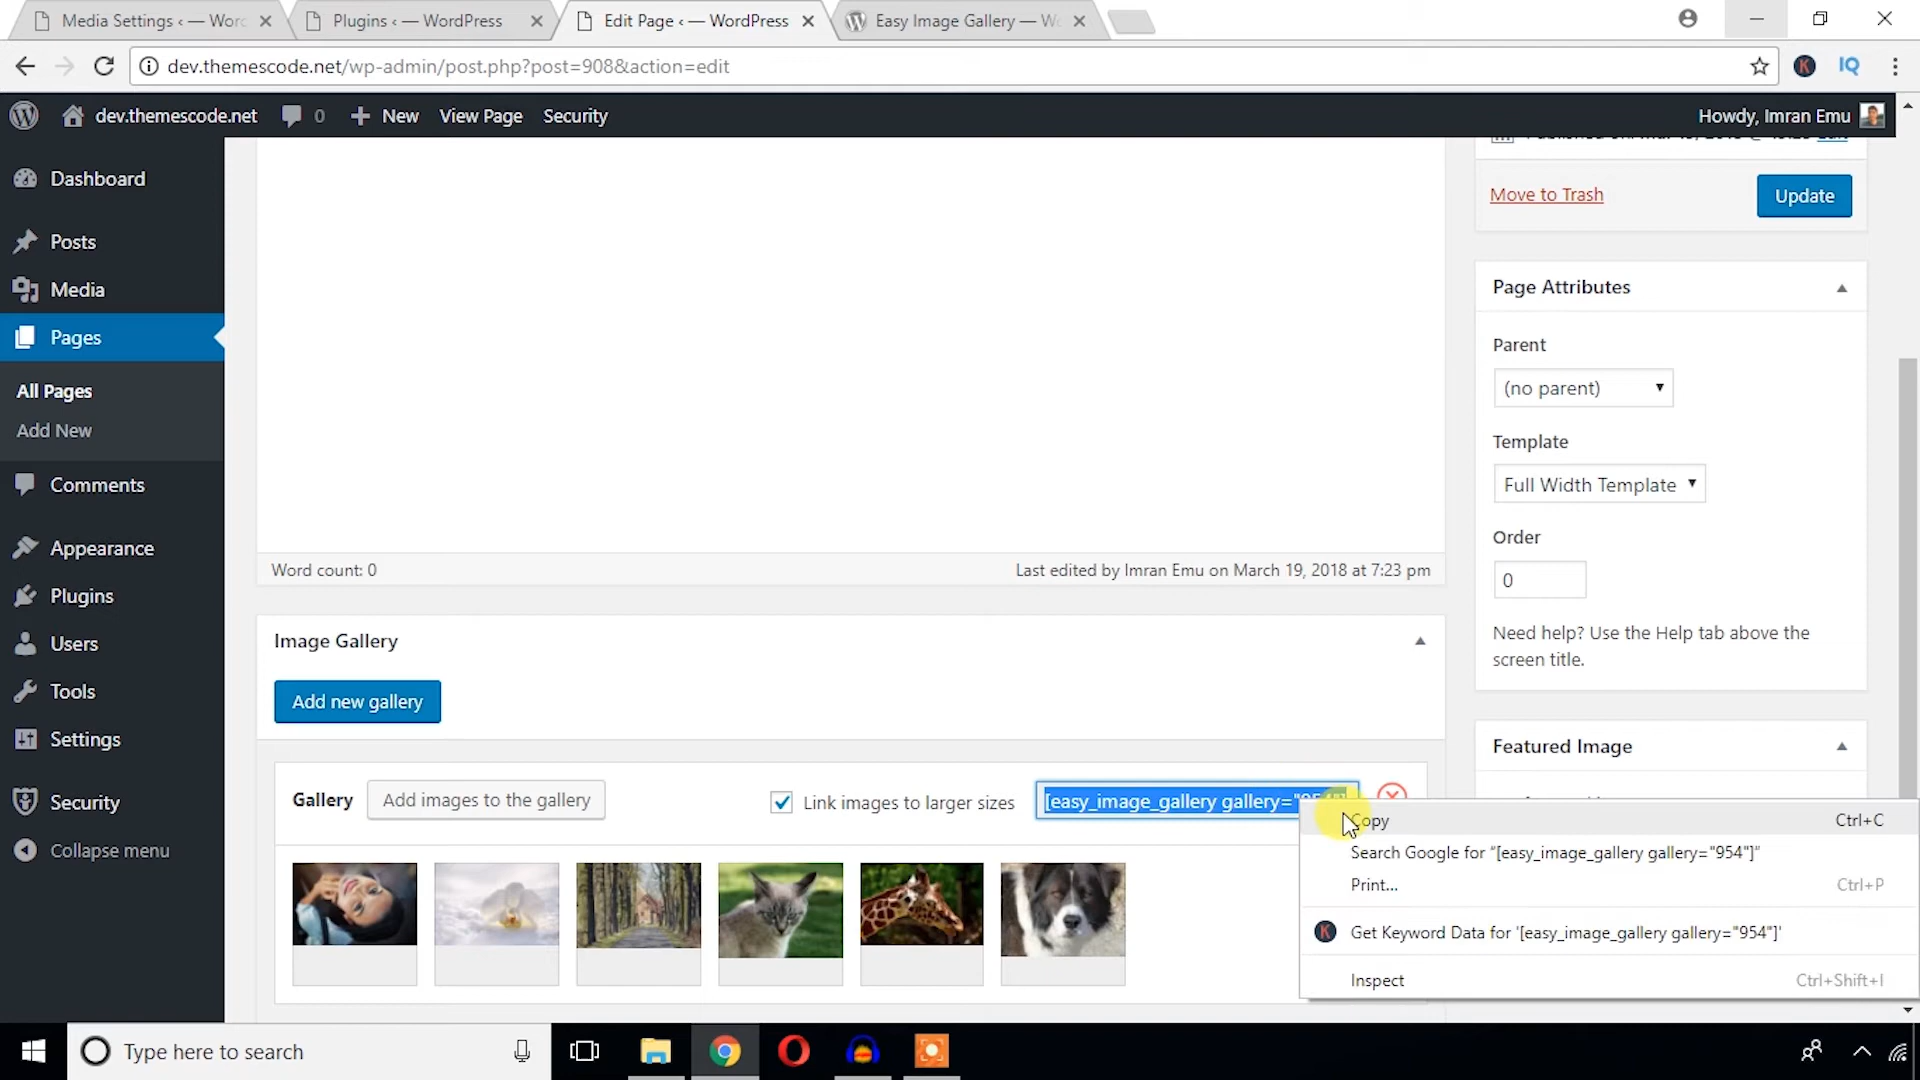 Media Settings ‹ — Word
Plugins ‹ — WordPress
Edit Page ‹ — WordPress
Easy Image Gallery — Wo
dev.themescode.net/wp-admin/post.php?post=908&action=edit
IQ
dev.themescode.net
0
New
View Page
Security
Howdy, Imran Emu
Dashboard
Posts
Media
Pages
All Pages
Add New
Comments
Appearance
Plugins
Users
Tools
Settings
Security
Collapse menu
Move to Trash
Update
Page Attributes
Parent
(no parent)
Template
Full Width Template
Order
0
Need help? Use the Help tab above the
screen title.
Word count: 0
Last edited by Imran Emu on March 19, 2018 at 7:23 pm
Image Gallery
Add new gallery
Featured Image
Gallery
Add images to the gallery
Link images to larger sizes
[easy_image_gallery gallery="954"]
Copy
Ctrl+C
Search Google for “[easy_image_gallery gallery="954"]”
Print...
Ctrl+P
K
Get Keyword Data for '[easy_image_gallery gallery="954"]'
Inspect
Ctrl+Shift+I
Type here to search